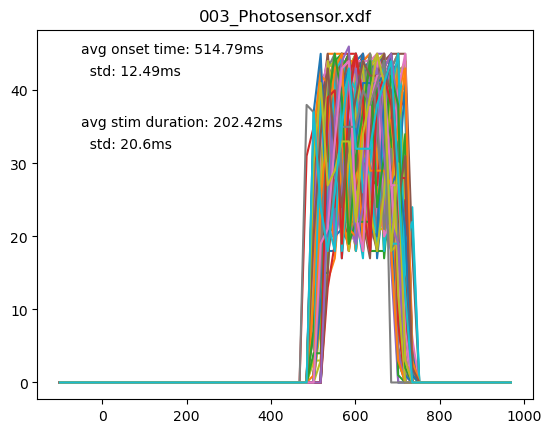 003_Photosensor.xdf
avg onset time: 514.79ms
std: 12.49ms
avg stim duration: 202.42ms
std: 20.6ms
40
30
20
10
0
0
200
400
600
800
1000